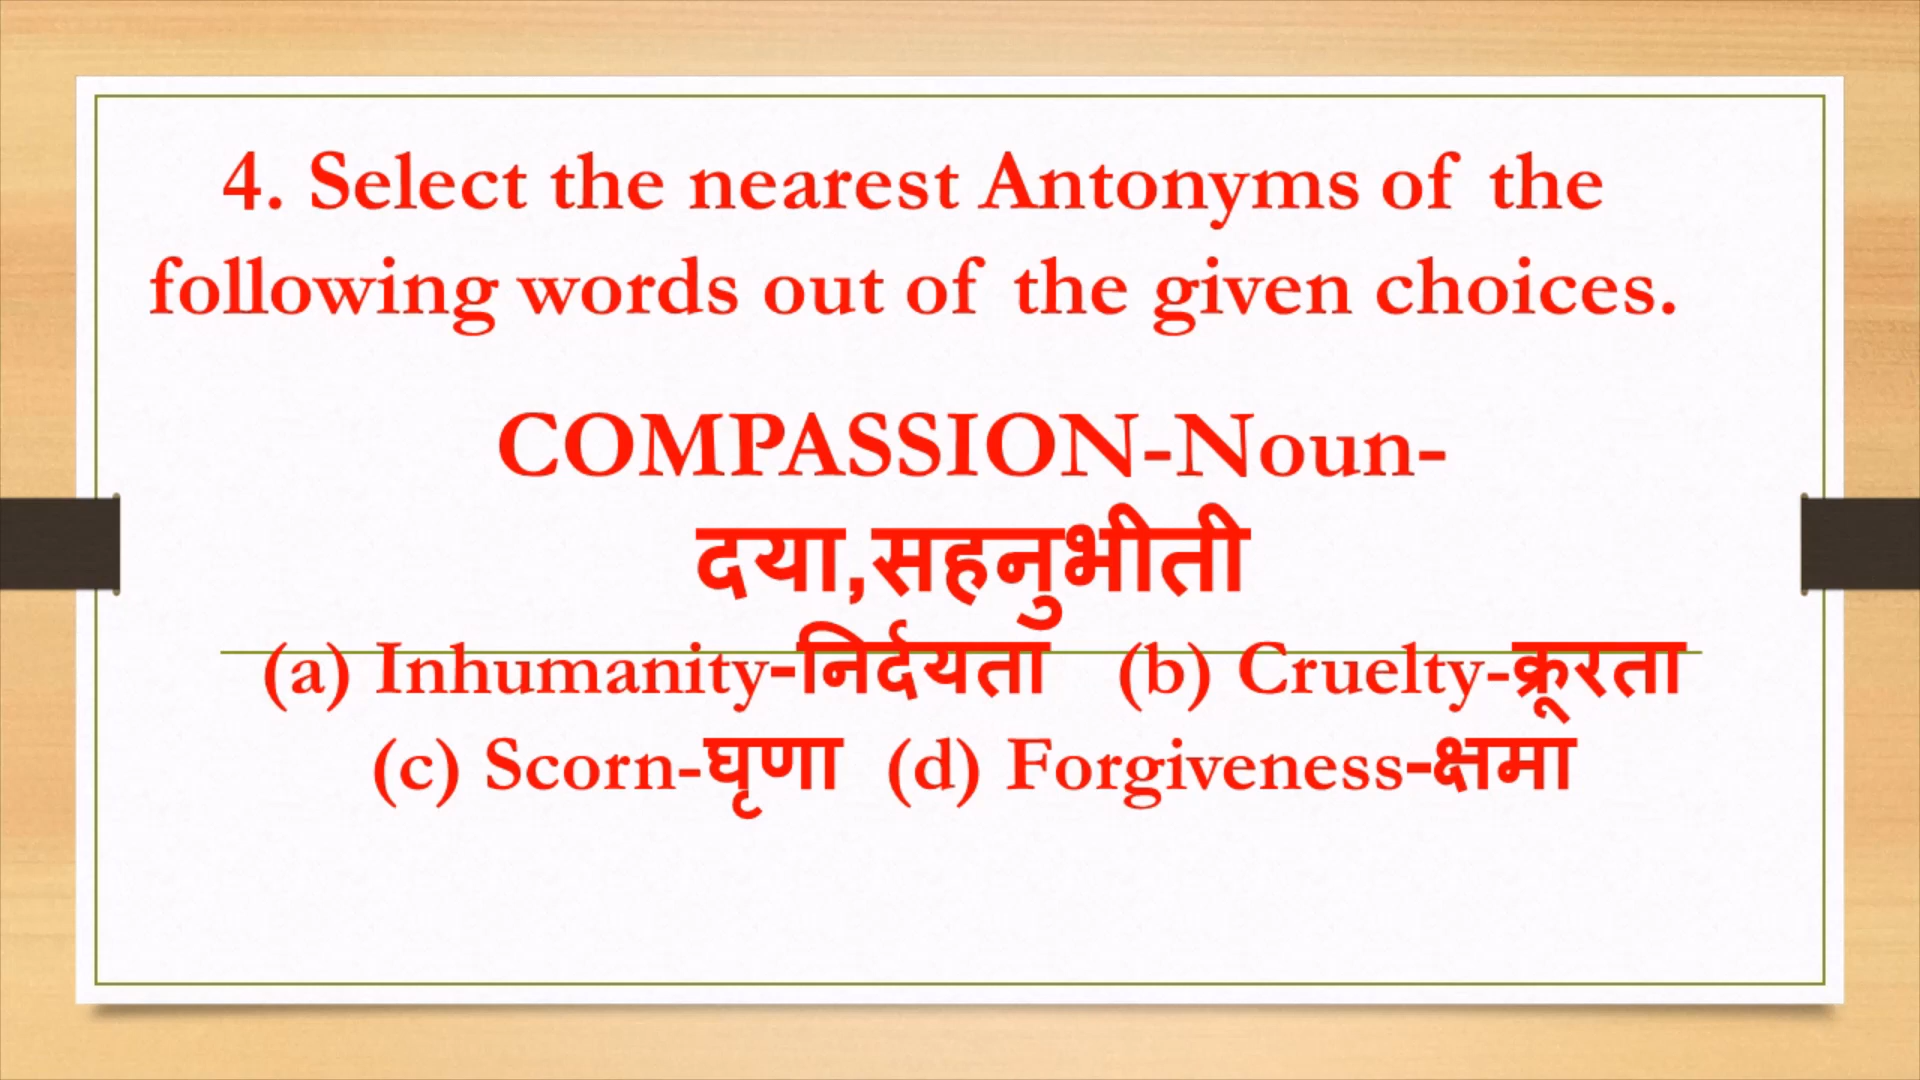 4. Select the nearest Antonyms of the
following words out of the given choices.
COMPASSION-Noun-
दया,सहनुभीती
(a) Inhumanity-निर्दयता (b) Cruelty-क्रूरता
(c) Scorn-घृणा (d) Forgiveness-क्षमा